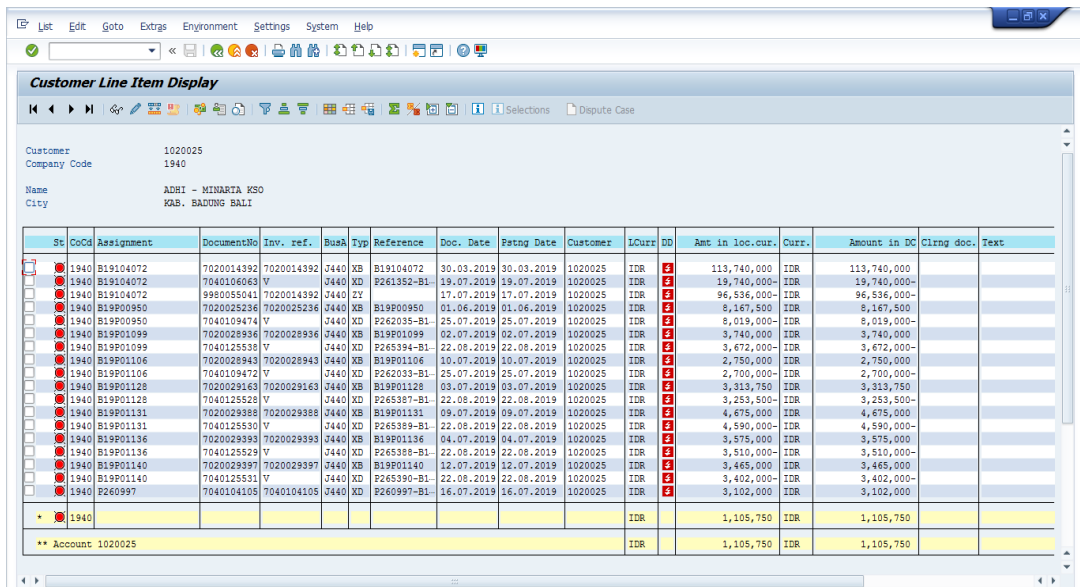 List Edit Goto Extras Environment Settings System Help
Customer Line Item Display
Selections Dispute Case
Customer 1020025
Company Code 1940
Name ADHI - MINARTA KSO
City KAB. BADUNG BALI
St CoCd Assignment DocumentNo Inv. ref. BusA Typ Reference Doc. Date Pstng Date Customer LCurr DD Amt in loc.cur. Curr. Amount in DC Clrng doc. Text
1940 B19104072 7020014392 7020014392 J440 XB B19104072 30.03.2019 30.03.2019 1020025 IDR 113,740,000 IDR 113,740,000
1940 B19104072 7040106063 V J440 XD P261352-B1… 19.07.2019 19.07.2019 1020025 IDR 19,740,000- IDR 19,740,000-
1940 B19104072 9980055041 7020014392 J440 ZY 17.07.2019 17.07.2019 1020025 IDR 96,536,000- IDR 96,536,000-
1940 B19P00950 7020025236 7020025236 J440 XB B19P00950 01.06.2019 01.06.2019 1020025 IDR 8,167,500 IDR 8,167,500
1940 B19P00950 7040109474 V J440 XD P262035-B1… 25.07.2019 25.07.2019 1020025 IDR 8,019,000- IDR 8,019,000-
1940 B19P01099 7020028936 7020028936 J440 XB B19P01099 02.07.2019 02.07.2019 1020025 IDR 3,740,000 IDR 3,740,000
1940 B19P01099 7040125538 V J440 XD P265394-B1… 22.08.2019 22.08.2019 1020025 IDR 3,672,000- IDR 3,672,000-
1940 B19P01106 7020028943 7020028943 J440 XB B19P01106 10.07.2019 10.07.2019 1020025 IDR 2,750,000 IDR 2,750,000
1940 B19P01106 7040109472 V J440 XD P262033-B1… 25.07.2019 25.07.2019 1020025 IDR 2,700,000- IDR 2,700,000-
1940 B19P01128 7020029163 7020029163 J440 XB B19P01128 03.07.2019 03.07.2019 1020025 IDR 3,313,750 IDR 3,313,750
1940 B19P01128 7040125528 V J440 XD P265387-B1… 22.08.2019 22.08.2019 1020025 IDR 3,253,500- IDR 3,253,500-
1940 B19P01131 7020029388 7020029388 J440 XB B19P01131 09.07.2019 09.07.2019 1020025 IDR 4,675,000 IDR 4,675,000
1940 B19P01131 7040125530 V J440 XD P265389-B1… 22.08.2019 22.08.2019 1020025 IDR 4,590,000- IDR 4,590,000-
1940 B19P01136 7020029393 7020029393 J440 XB B19P01136 04.07.2019 04.07.2019 1020025 IDR 3,575,000 IDR 3,575,000
1940 B19P01136 7040125529 V J440 XD P265388-B1… 22.08.2019 22.08.2019 1020025 IDR 3,510,000- IDR 3,510,000-
1940 B19P01140 7020029397 7020029397 J440 XB B19P01140 12.07.2019 12.07.2019 1020025 IDR 3,465,000 IDR 3,465,000
1940 B19P01140 7040125531 V J440 XD P265390-B1… 22.08.2019 22.08.2019 1020025 IDR 3,402,000- IDR 3,402,000-
1940 P260997 7040104105 7040104105 J440 XD P260997-B1… 16.07.2019 16.07.2019 1020025 IDR 3,102,000 IDR 3,102,000
* 1940 IDR 1,105,750 IDR 1,105,750
** Account 1020025 IDR 1,105,750 IDR 1,105,750